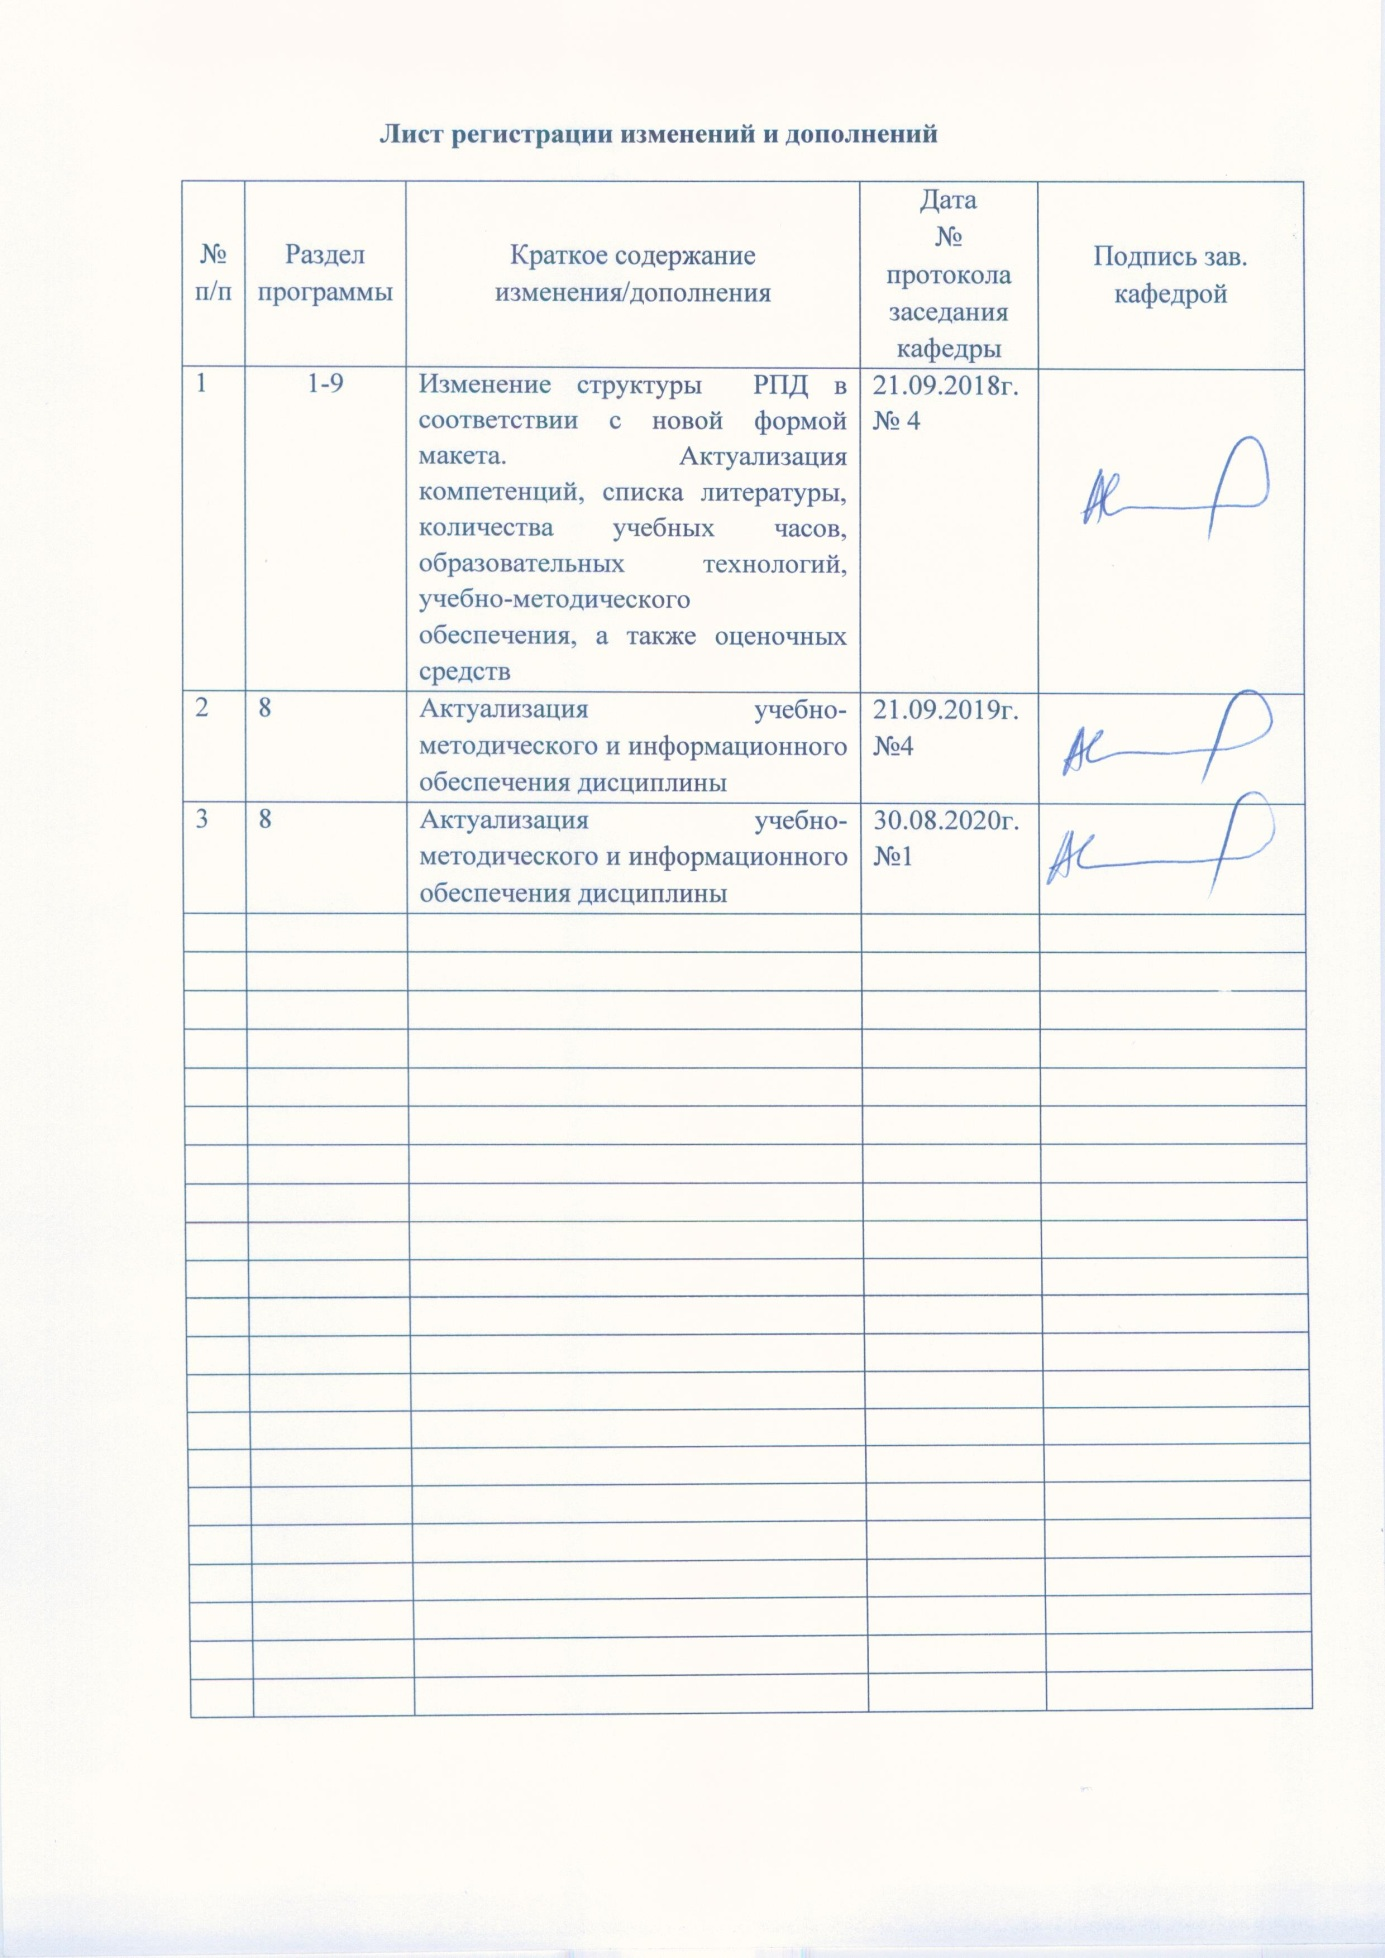 Лист регистрации изменений и дополнений
№ п/п
Раздел программы
Краткое содержание изменения/дополнения
Дата
№
протокола
заседания
кафедры
Подпись зав. кафедрой
1
1-9
Изменение структуры РПД в
соответствии с новой формой
макета. Актуализация
компетенций, списка литературы,
количества учебных часов,
образовательных технологий,
учебно-методического
обеспечения, а также оценочных
средств
21.09.2018г.
№ 4
2
8
Актуализация учебно-
методического и информационного
обеспечения дисциплины
21.09.2019г.
№4
3
8
Актуализация учебно-
методического и информационного
обеспечения дисциплины
30.08.2020г.
№1